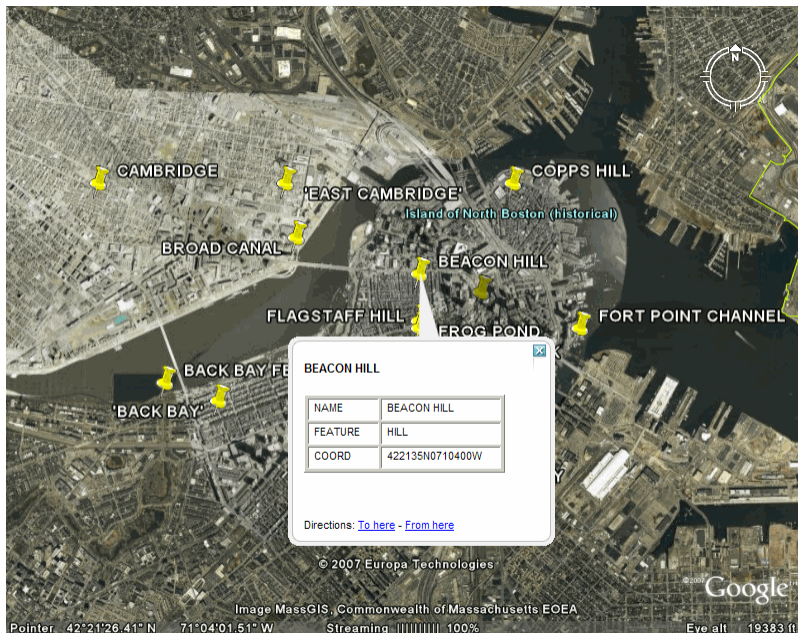 N
CAMBRIDGE
COPPS HILL
'EAST CAMBRIDGE'
Island of North Boston (historical)
BROAD CANAL
BEACON HILL
FLAGSTAFF HILL
FORT POINT CHANNEL
FROG POND
K
BACK BAY FE
'BACK BAY'
BEACON HILL
NAME BEACON HILL
FEATURE HILL
COORD 422135N0710400W
Y
Directions: To here - From here
© 2007 Europa Technologies
© 2007 Google™
Image MassGIS, Commonwealth of Massachusetts EOEA
Pointer 42°21'26.41" N 71°04'01.51" W Streaming |||||||||| 100% Eye alt 19383 ft